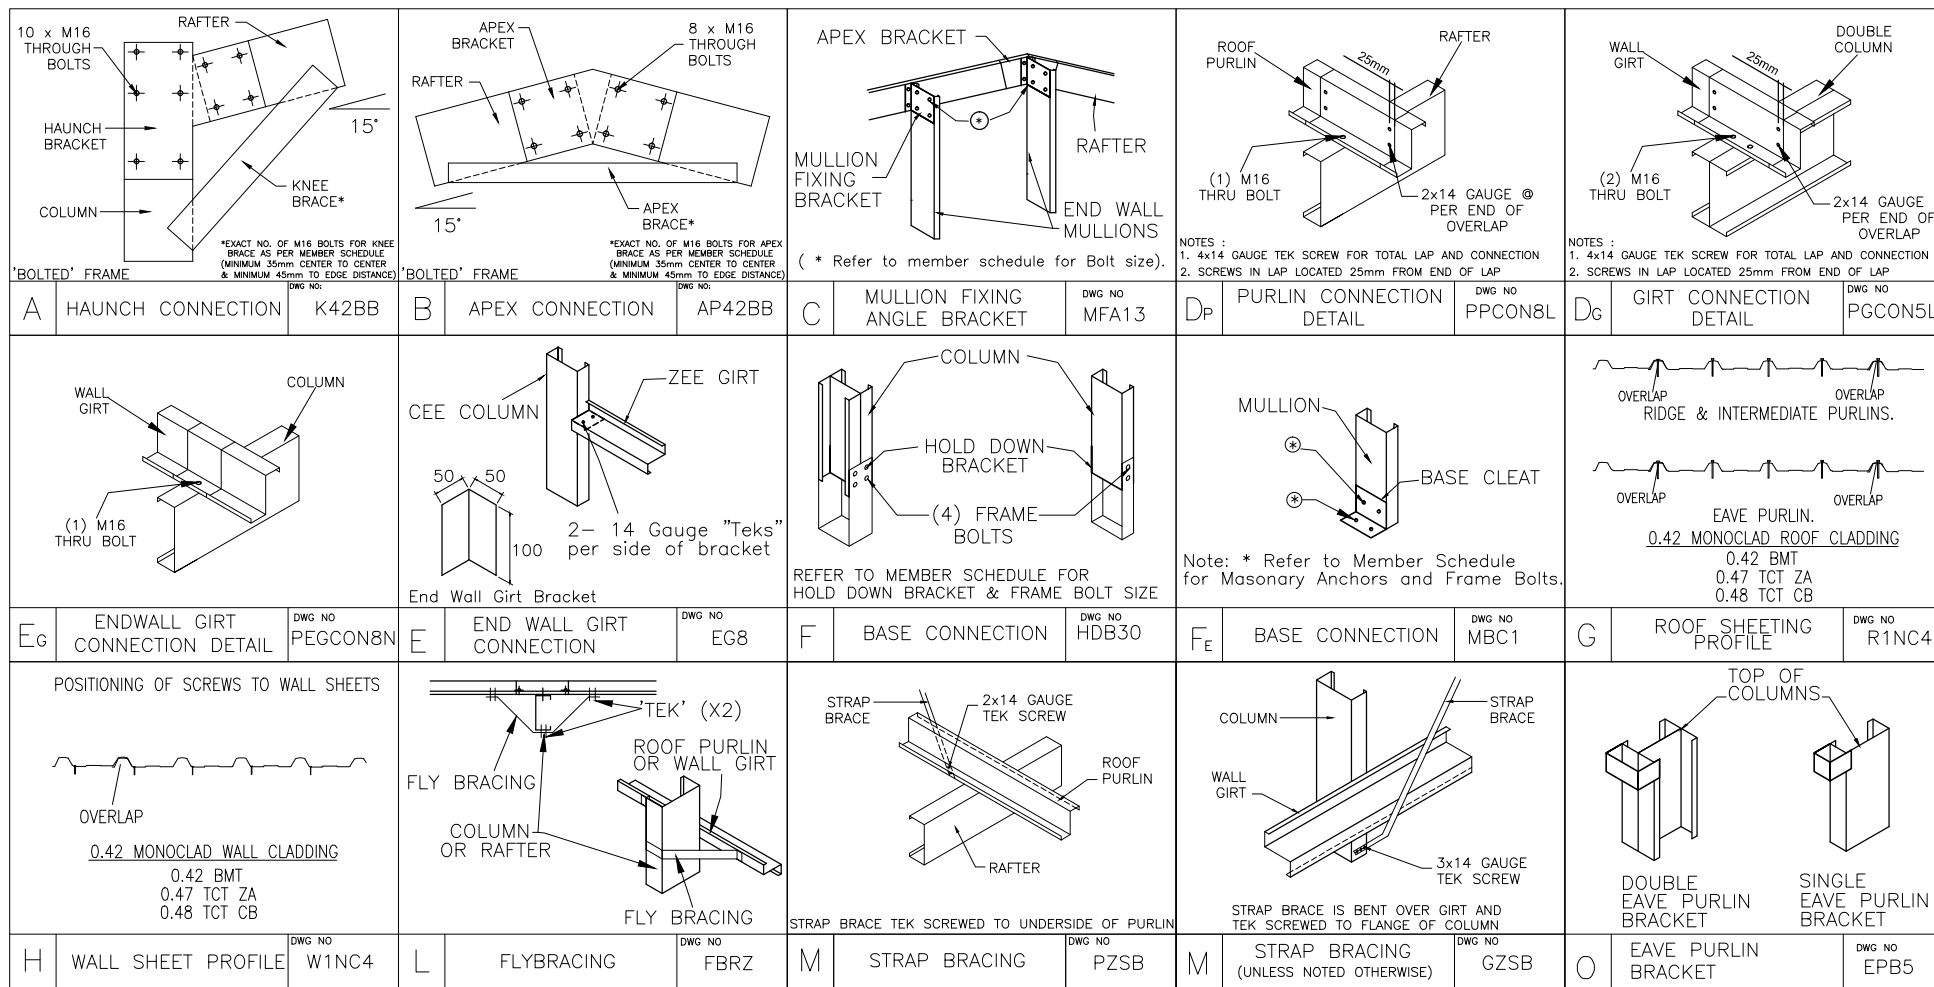 10 x M16
THROUGH
BOLTS
RAFTER
HAUNCH
BRACKET
COLUMN
15°
KNEE
BRACE*
*EXACT NO. OF M16 BOLTS FOR KNEE
BRACE AS PER MEMBER SCHEDULE
(MINIMUM 35mm CENTER TO CENTER
& MINIMUM 45mm TO EDGE DISTANCE)
'BOLTED' FRAME
A
HAUNCH CONNECTION
DWG NO:
K42BB
APEX
BRACKET
8 x M16
THROUGH
BOLTS
RAFTER
15°
APEX
BRACE*
*EXACT NO. OF M16 BOLTS FOR APEX
BRACE AS PER MEMBER SCHEDULE
(MINIMUM 35mm CENTER TO CENTER
& MINIMUM 45mm TO EDGE DISTANCE)
'BOLTED' FRAME
B
APEX CONNECTION
DWG NO:
AP42BB
APEX BRACKET
*
RAFTER
MULLION
FIXING
BRACKET
END WALL
MULLIONS
( * Refer to member schedule for Bolt size).
C
MULLION FIXING
ANGLE BRACKET
DWG NO
MFA13
ROOF
PURLIN
25mm
RAFTER
(1) M16
THRU BOLT
2x14 GAUGE @
PER END OF
OVERLAP
NOTES :
1. 4x14 GAUGE TEK SCREW FOR TOTAL LAP AND CONNECTION
2. SCREWS IN LAP LOCATED 25mm FROM END OF LAP
DP
PURLIN CONNECTION
DETAIL
DWG NO
PPCON8L
WALL
GIRT
25mm
DOUBLE
COLUMN
(2) M16
THRU BOLT
2x14 GAUGE
PER END OF
OVERLAP
NOTES :
1. 4x14 GAUGE TEK SCREW FOR TOTAL LAP AND CONNECTION
2. SCREWS IN LAP LOCATED 25mm FROM END OF LAP
DG
GIRT CONNECTION
DETAIL
DWG NO
PGCON5L
WALL
GIRT
COLUMN
(1) M16
THRU BOLT
EG
ENDWALL GIRT
CONNECTION DETAIL
DWG NO
PEGCON8N
ZEE GIRT
CEE COLUMN
50
50
100
2- 14 Gauge "Teks"
per side of bracket
End Wall Girt Bracket
E
END WALL GIRT
CONNECTION
DWG NO
EG8
COLUMN
HOLD DOWN
BRACKET
(4) FRAME
BOLTS
REFER TO MEMBER SCHEDULE FOR
HOLD DOWN BRACKET & FRAME BOLT SIZE
F
BASE CONNECTION
DWG NO
HDB30
MULLION
*
BASE CLEAT
*
Note: * Refer to Member Schedule
for Masonary Anchors and Frame Bolts.
FE
BASE CONNECTION
DWG NO
MBC1
OVERLAP
OVERLAP
RIDGE & INTERMEDIATE PURLINS.
OVERLAP
OVERLAP
EAVE PURLIN.
0.42 MONOCLAD ROOF CLADDING
0.42 BMT
0.47 TCT ZA
0.48 TCT CB
G
ROOF SHEETING
PROFILE
DWG NO
R1NC4
POSITIONING OF SCREWS TO WALL SHEETS
OVERLAP
0.42 MONOCLAD WALL CLADDING
0.42 BMT
0.47 TCT ZA
0.48 TCT CB
H
WALL SHEET PROFILE
DWG NO
W1NC4
'TEK' (X2)
FLY BRACING
ROOF PURLIN
OR WALL GIRT
COLUMN
OR RAFTER
FLY BRACING
L
FLYBRACING
DWG NO
FBRZ
STRAP
BRACE
2x14 GAUGE
TEK SCREW
ROOF
PURLIN
RAFTER
STRAP BRACE TEK SCREWED TO UNDERSIDE OF PURLIN
M
STRAP BRACING
DWG NO
PZSB
COLUMN
STRAP
BRACE
WALL
GIRT
3x14 GAUGE
TEK SCREW
STRAP BRACE IS BENT OVER GIRT AND
TEK SCREWED TO FLANGE OF COLUMN
M
STRAP BRACING
(UNLESS NOTED OTHERWISE)
DWG NO
GZSB
TOP OF
COLUMNS
DOUBLE
EAVE PURLIN
BRACKET
SINGLE
EAVE PURLIN
BRACKET
O
EAVE PURLIN
BRACKET
DWG NO
EPB5